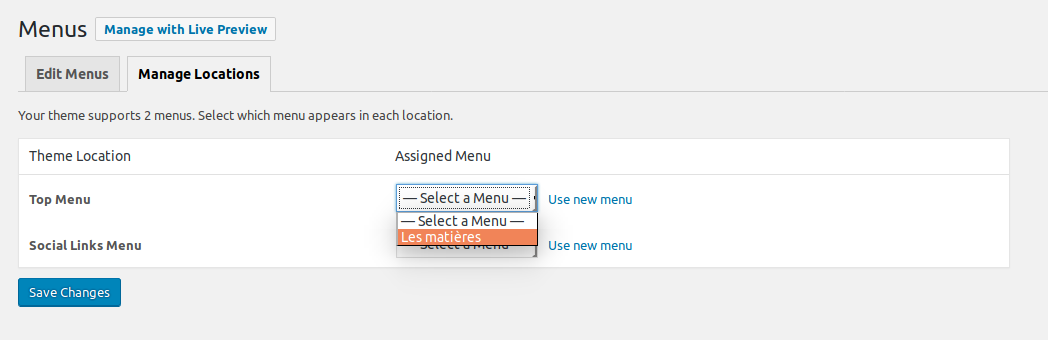 Menus Manage with Live Preview
Edit Menus Manage Locations
Your theme supports 2 menus. Select which menu appears in each location.
Theme Location Assigned Menu
Top Menu — Select a Menu — Use new menu
— Select a Menu —
Les matières
Social Links Menu — Select a Menu — Use new menu
Save Changes